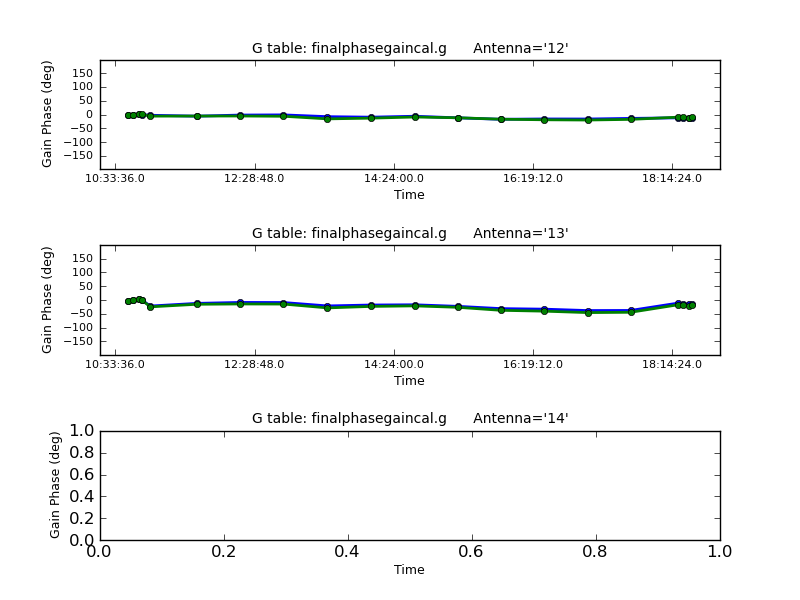 G table: finalphasegaincal.g Antenna='12'
Gain Phase (deg)
150
100
50
0
−50
−100
−150
10:33:36.0 12:28:48.0 14:24:00.0 16:19:12.0 18:14:24.0
Time
G table: finalphasegaincal.g Antenna='13'
Gain Phase (deg)
150
100
50
0
−50
−100
−150
10:33:36.0 12:28:48.0 14:24:00.0 16:19:12.0 18:14:24.0
Time
G table: finalphasegaincal.g Antenna='14'
Gain Phase (deg)
1.0
0.8
0.6
0.4
0.2
0.0
0.0 0.2 0.4 0.6 0.8 1.0
Time